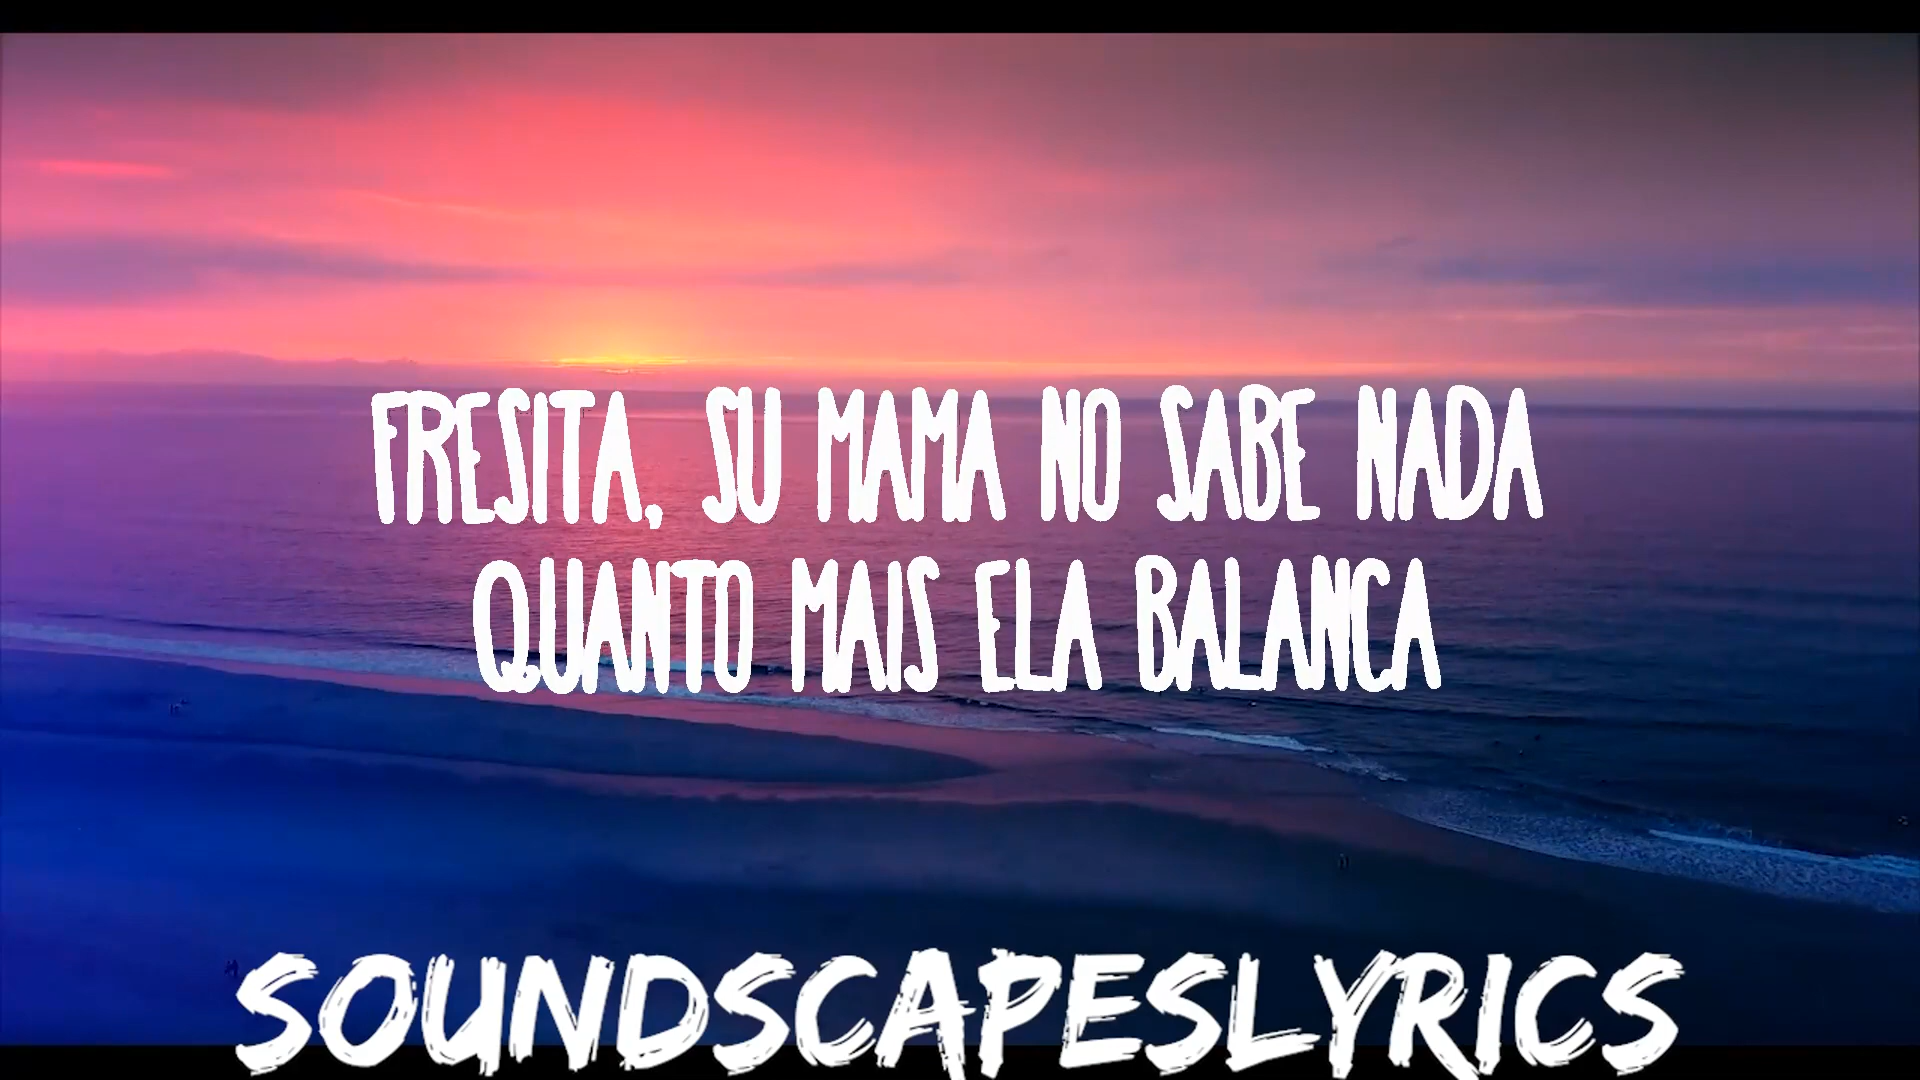 FRESITA, SU MAMA NO SABE NADA
QUANTO MAIS ELA BALANCA
SOUNDSCAPESLYRICS